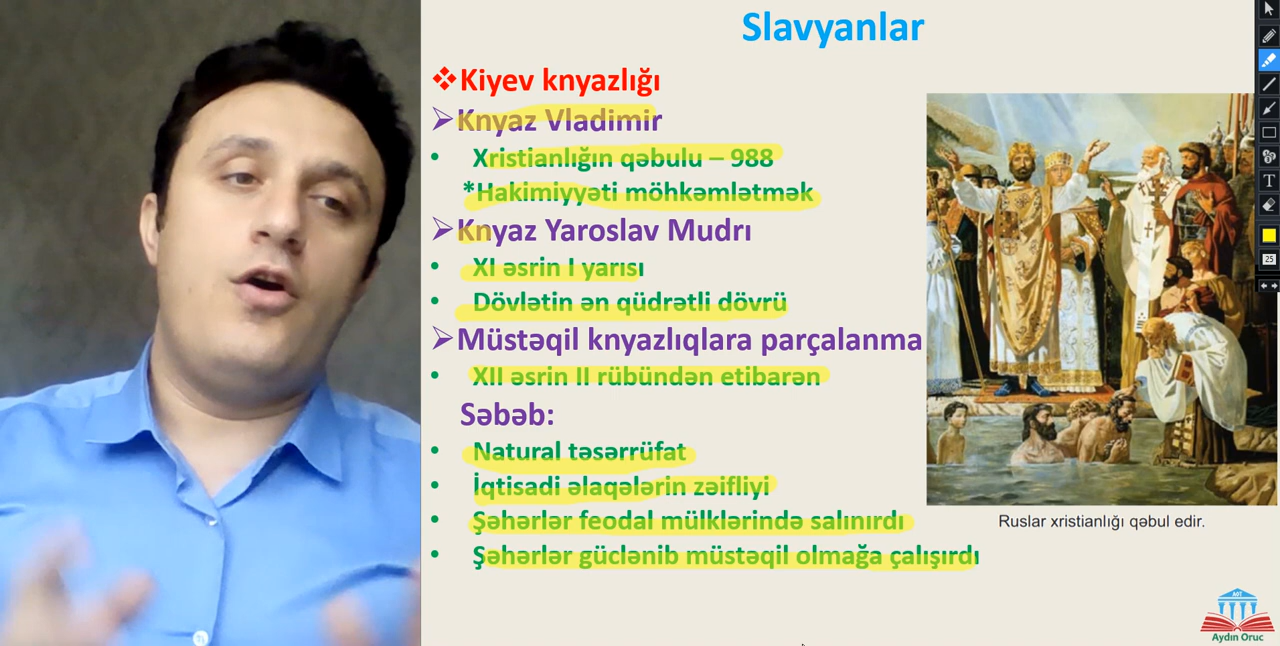 Slavyanlar
❖Kiyev knyazlığı
➢Knyaz Vladimir
• Xristianlığın qəbulu – 988
*Hakimiyyəti möhkəmlətmək
➢Knyaz Yaroslav Mudrı
• XI əsrin I yarısı
• Dövlətin ən qüdrətli dövrü
➢Müstəqil knyazlıqlara parçalanma
• XII əsrin II rübündən etibarən
Səbəb:
• Natural təsərrüfat
• İqtisadi əlaqələrin zəifliyi
• Şəhərlər feodal mülklərində salınırdı
• Şəhərlər güclənib müstəqil olmağa çalışırdı
Ruslar xristianlığı qəbul edir.
T
25
AOT
Aydın Oruc